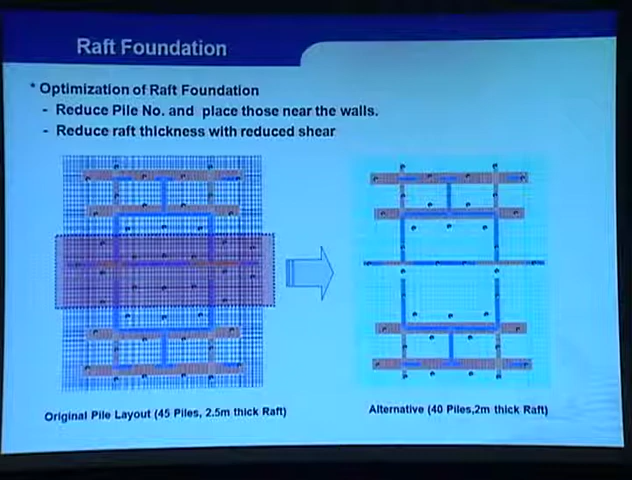 Raft Foundation
* Optimization of Raft Foundation
- Reduce Pile No. and place those near the walls.
- Reduce raft thickness with reduced shear
Original Pile Layout (45 Piles, 2.5m thick Raft)
Alternative (40 Piles,2m thick Raft)